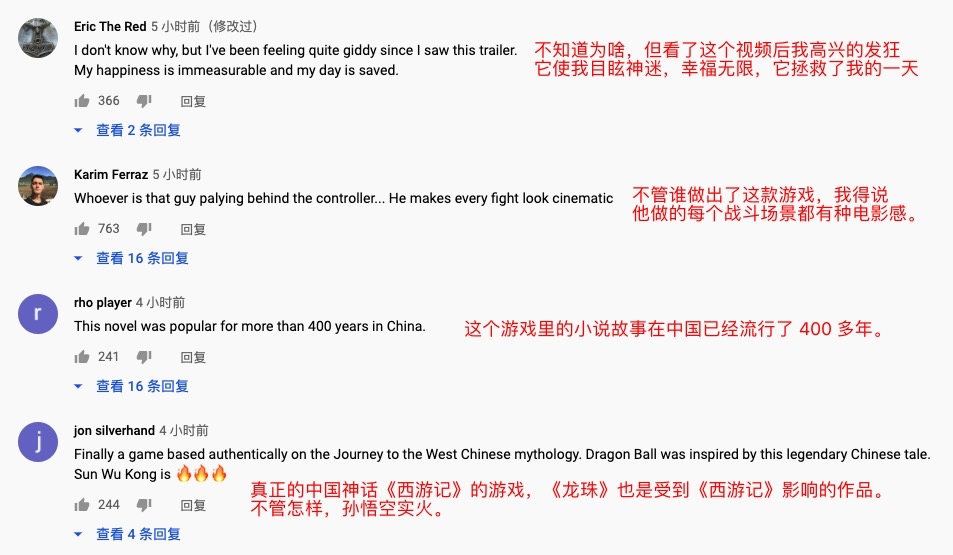 Eric The Red 5 小时前（修改过）
I don't know why, but I've been feeling quite giddy since I saw this trailer.
My happiness is immeasurable and my day is saved.
不知道为啥，但看了这个视频后我高兴的发狂
它使我目眩神迷，幸福无限，它拯救了我的一天
366 回复
查看 2 条回复
Karim Ferraz 5 小时前
Whoever is that guy palying behind the controller... He makes every fight look cinematic
不管谁做出了这款游戏，我得说
他做的每个战斗场景都有种电影感。
763 回复
查看 16 条回复
r
rho player 4 小时前
This novel was popular for more than 400 years in China.
这个游戏里的小说故事在中国已经流行了 400 多年。
241 回复
查看 16 条回复
j
jon silverhand 4 小时前
Finally a game based authentically on the Journey to the West Chinese mythology. Dragon Ball was inspired by this legendary Chinese tale.
Sun Wu Kong is 🔥🔥🔥
真正的中国神话《西游记》的游戏，《龙珠》也是受到《西游记》影响的作品。
不管怎样，孙悟空实火。
244 回复
查看 4 条回复